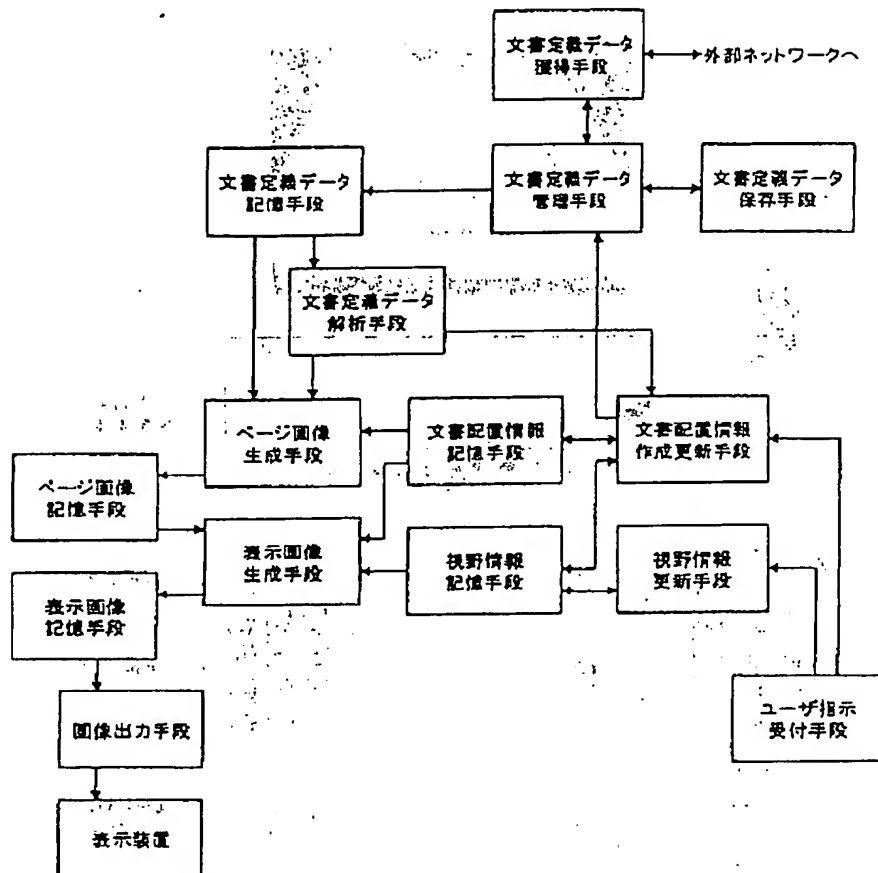 文書定義データ
獲得手段
外部ネットワークへ
文書定義データ
記憶手段
文書定義データ
管理手段
文書定義データ
保存手段
文書定義データ
解析手段
ページ画像
生成手段
文書配置情報
記憶手段
文書配置情報
作成更新手段
ページ画像
記憶手段
表示画像
生成手段
視野情報
記憶手段
視野情報
更新手段
表示画像
記憶手段
画像出力手段
ユーザ指示
受付手段
表示装置